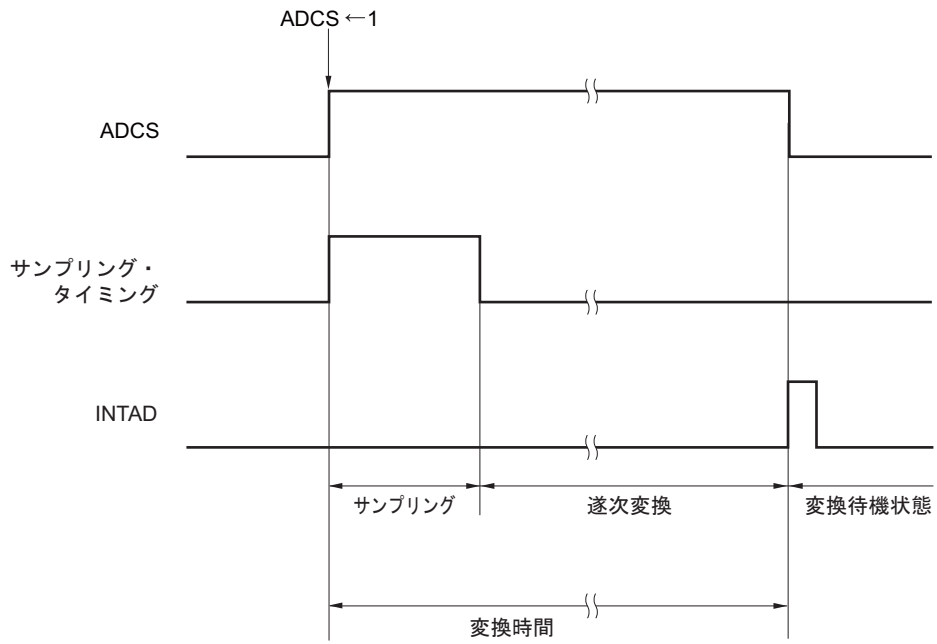 ADCS ←1
ADCS
サンプリング・
タイミング
INTAD
サンプリング
遂次変換
変換待機状態
変換時間